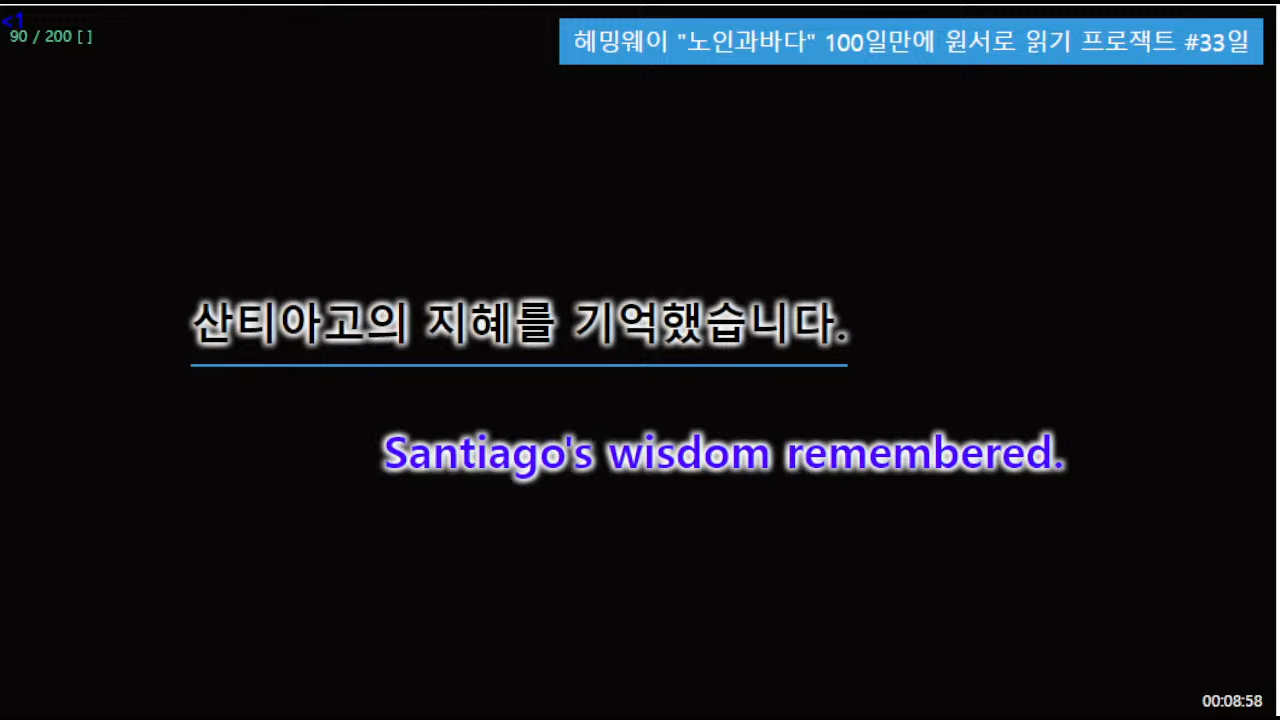 <1
90 / 200 [ ]
헤밍웨이 "노인과바다" 100일만에 원서로 읽기 프로젝트 #33일
산티아고의 지혜를 기억했습니다.
Santiago's wisdom remembered.
00:08:58